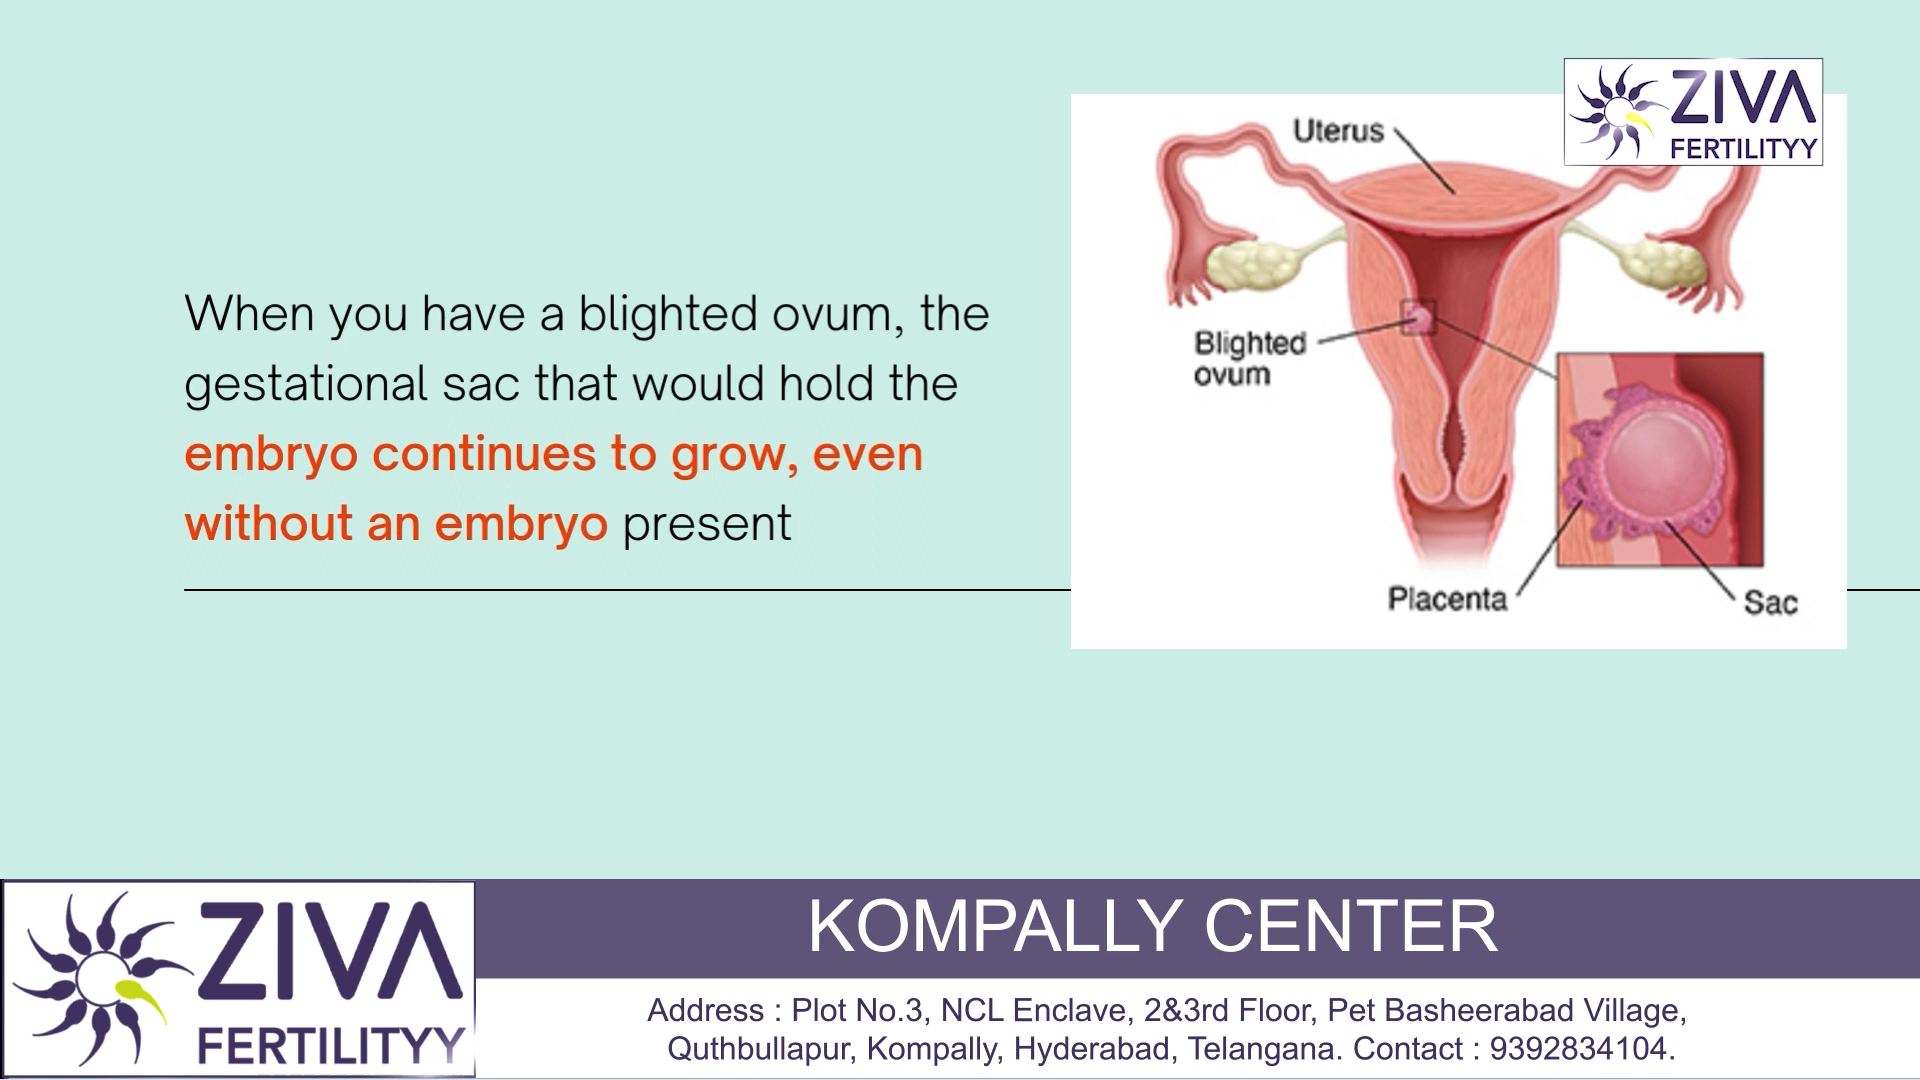 ZIVA
FERTILITYY
Uterus
When you have a blighted ovum, the
gestational sac that would hold the
embryo continues to grow, even
without an embryo present
Blighted
ovum
Placenta
Sac
ZIVA
FERTILITYY
KOMPALLY CENTER
Address : Plot No.3, NCL Enclave, 2&3rd Floor, Pet Basheerabad Village,
Quthbullapur, Kompally, Hyderabad, Telangana. Contact : 9392834104.